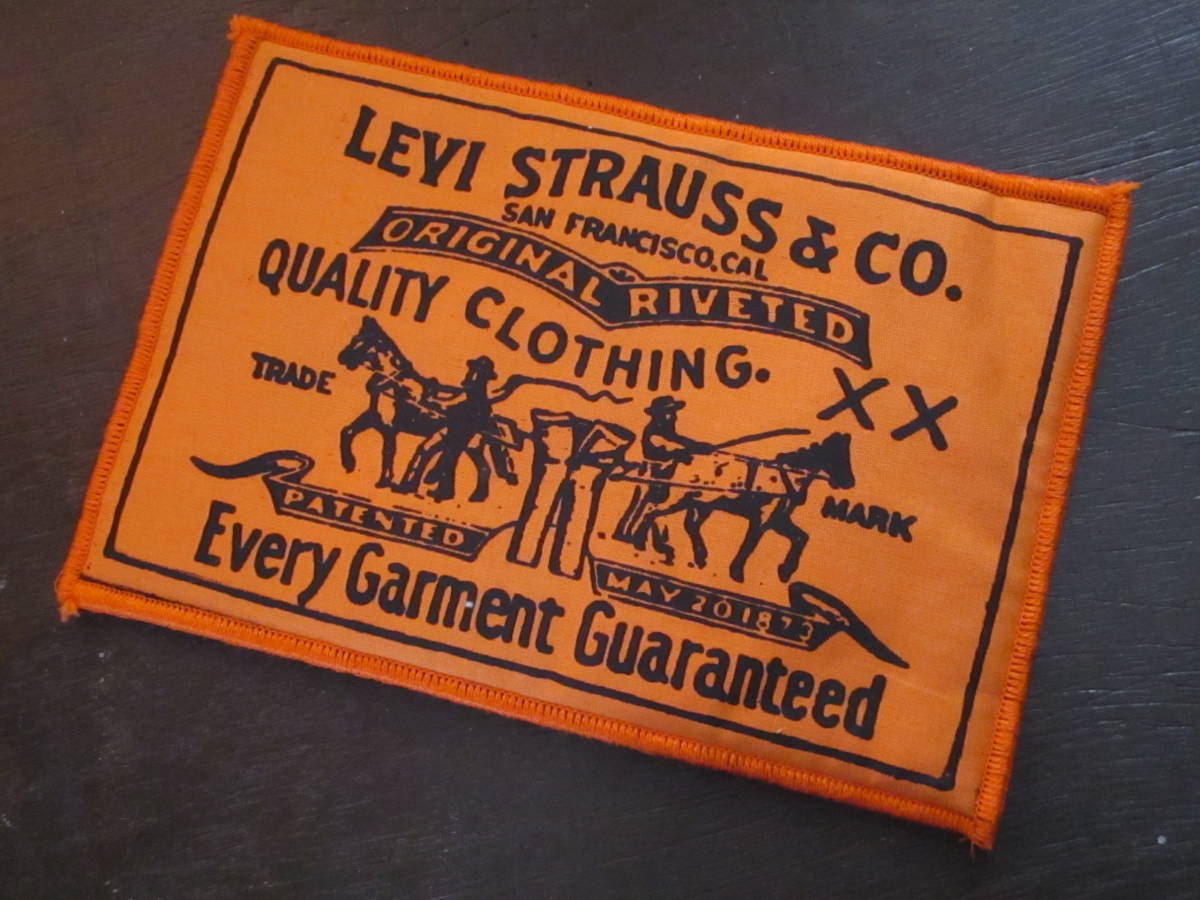 LEVI STRAUSS & CO.
SAN FRANCISCO, CAL
ORIGINAL RIVETED
QUALITY CLOTHING.
XX
TRADE
MARK
PATENTED
MAY 20 1873
Every Garment Guaranteed